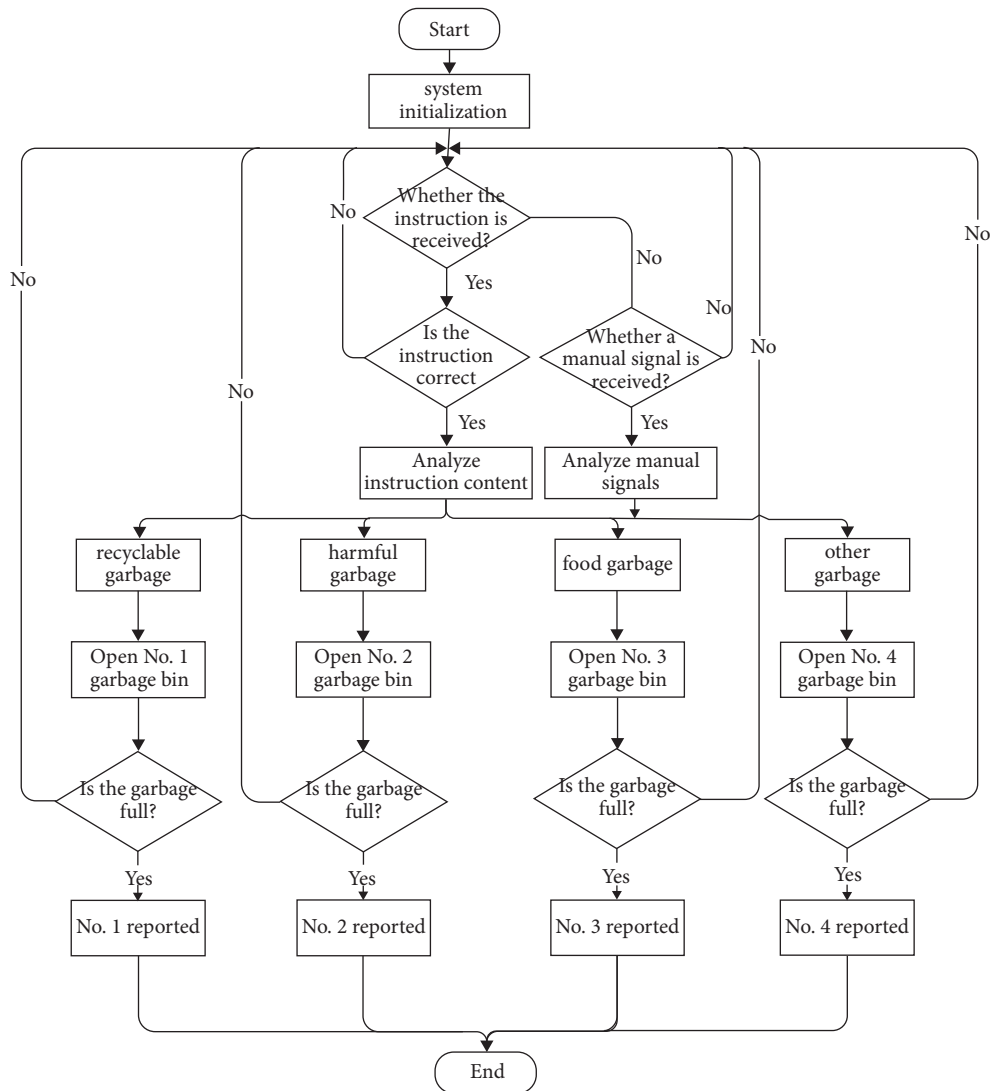 Start
system
initialization
Whether the
instruction is
received?
No
No
No
Yes
No
No
Is the
instruction
correct
Whether a
manual signal is
received?
No
No
Yes
Yes
Analyze
instruction content
Analyze manual
signals
recyclable
garbage
harmful
garbage
food garbage
other
garbage
Open No. 1
garbage bin
Open No. 2
garbage bin
Open No. 3
garbage bin
Open No. 4
garbage bin
Is the garbage
full?
Is the garbage
full?
Is the garbage
full?
Is the garbage
full?
Yes
Yes
Yes
Yes
No. 1 reported
No. 2 reported
No. 3 reported
No. 4 reported
End